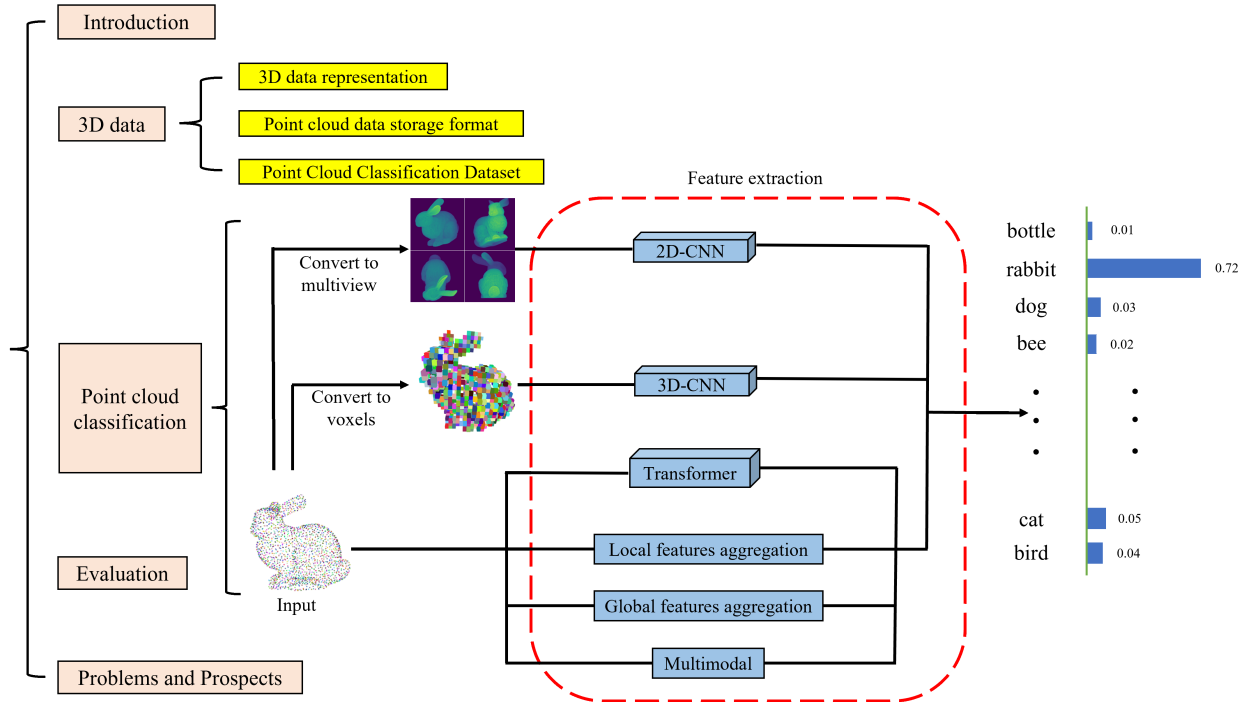 Introduction
3D data
3D data representation
Point cloud data storage format
Point Cloud Classification Dataset
Feature extraction
Convert to
multiview
2D-CNN
Convert to
voxels
3D-CNN
Point cloud
classification
Transformer
Local features aggregation
Global features aggregation
Multimodal
Input
Evaluation
Problems and Prospects
bottle
0.01
rabbit
0.72
dog
0.03
bee
0.02
cat
0.05
bird
0.04